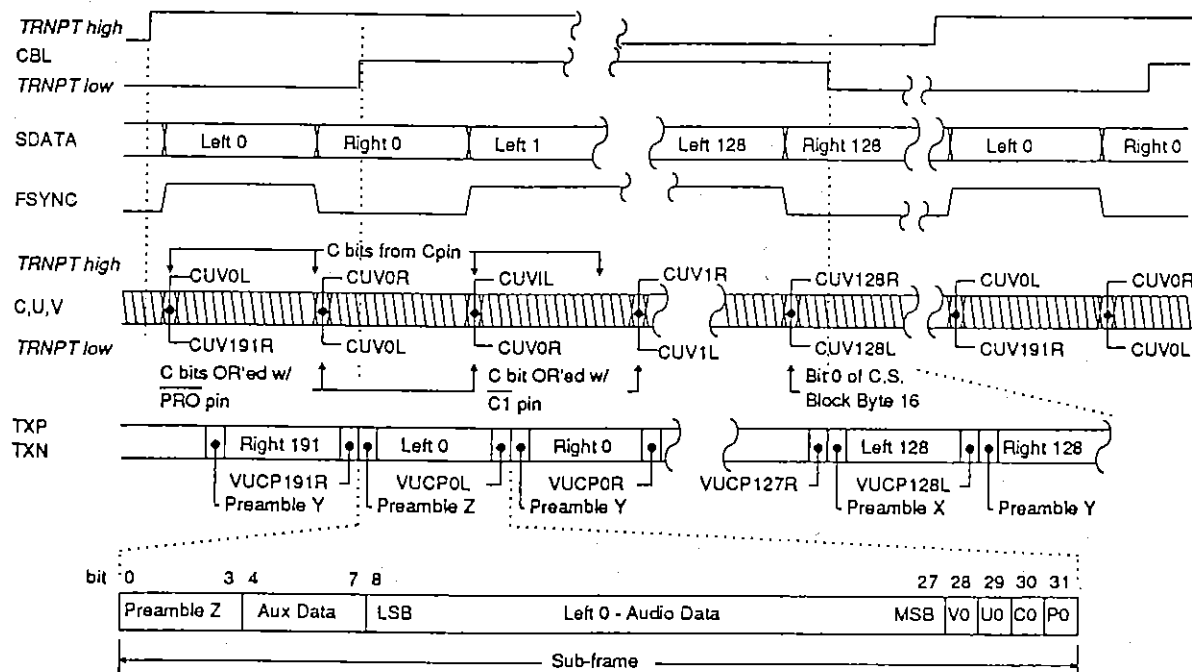 TRNPT high
CBL
TRNPT low
SDATA
Left 0
Right 0
Left 1
Left 128
Right 128
Left 0
Right 0
FSYNC
C bits from Cpin
TRNPT high
CUV0L
CUV0R
CUVIL
CUV1R
CUV128R
CUV0L
CUV0R
C,U,V
TRNPT low
CUV191R
CUV0L
CUV0R
CUV1L
CUV128L
CUV191R
CUV0L
C bits OR'ed w/
PRO pin
C bit OR'ed w/
C1 pin
Bit 0 of C.S.
Block Byte 16
TXP
TXN
Right 191
Left 0
Right 0
Left 128
Right 128
VUCP191R
VUCP0L
VUCP0R
VUCP127R
VUCP128L
Preamble Y
Preamble Z
Preamble Y
Preamble X
Preamble Y
bit 0 3 4 7 8 27 28 29 30 31
Preamble Z
Aux Data
LSB
Left 0 - Audio Data
MSB
V0
U0
C0
P0
Sub-frame